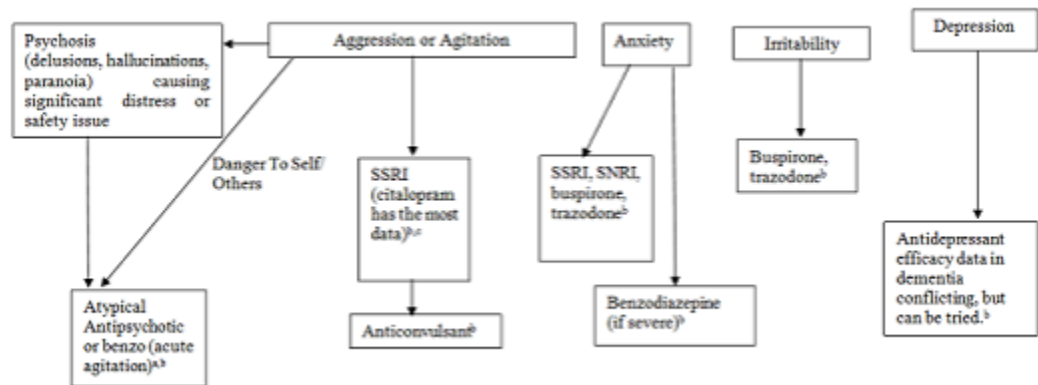 Psychosis
(delusions, hallucinations,
paranoia) causing
significant distress or
safety issue
Aggression or Agitation
Anxiety
Irritability
Depression
Danger To Self/
Others
SSRI
(citalopram
has the most
data)ᵇ,ᶜ
SSRI, SNRI,
buspirone,
trazodoneᵇ
Buspirone,
trazodoneᵇ
Antidepressant
efficacy data in
dementia
conflicting, but
can be tried.ᵇ
Atypical
Antipsychotic
or benzo (acute
agitation)ᵃ,ᵇ
Anticonvulsantᵇ
Benzodiazepine
(if severe)ᵇ